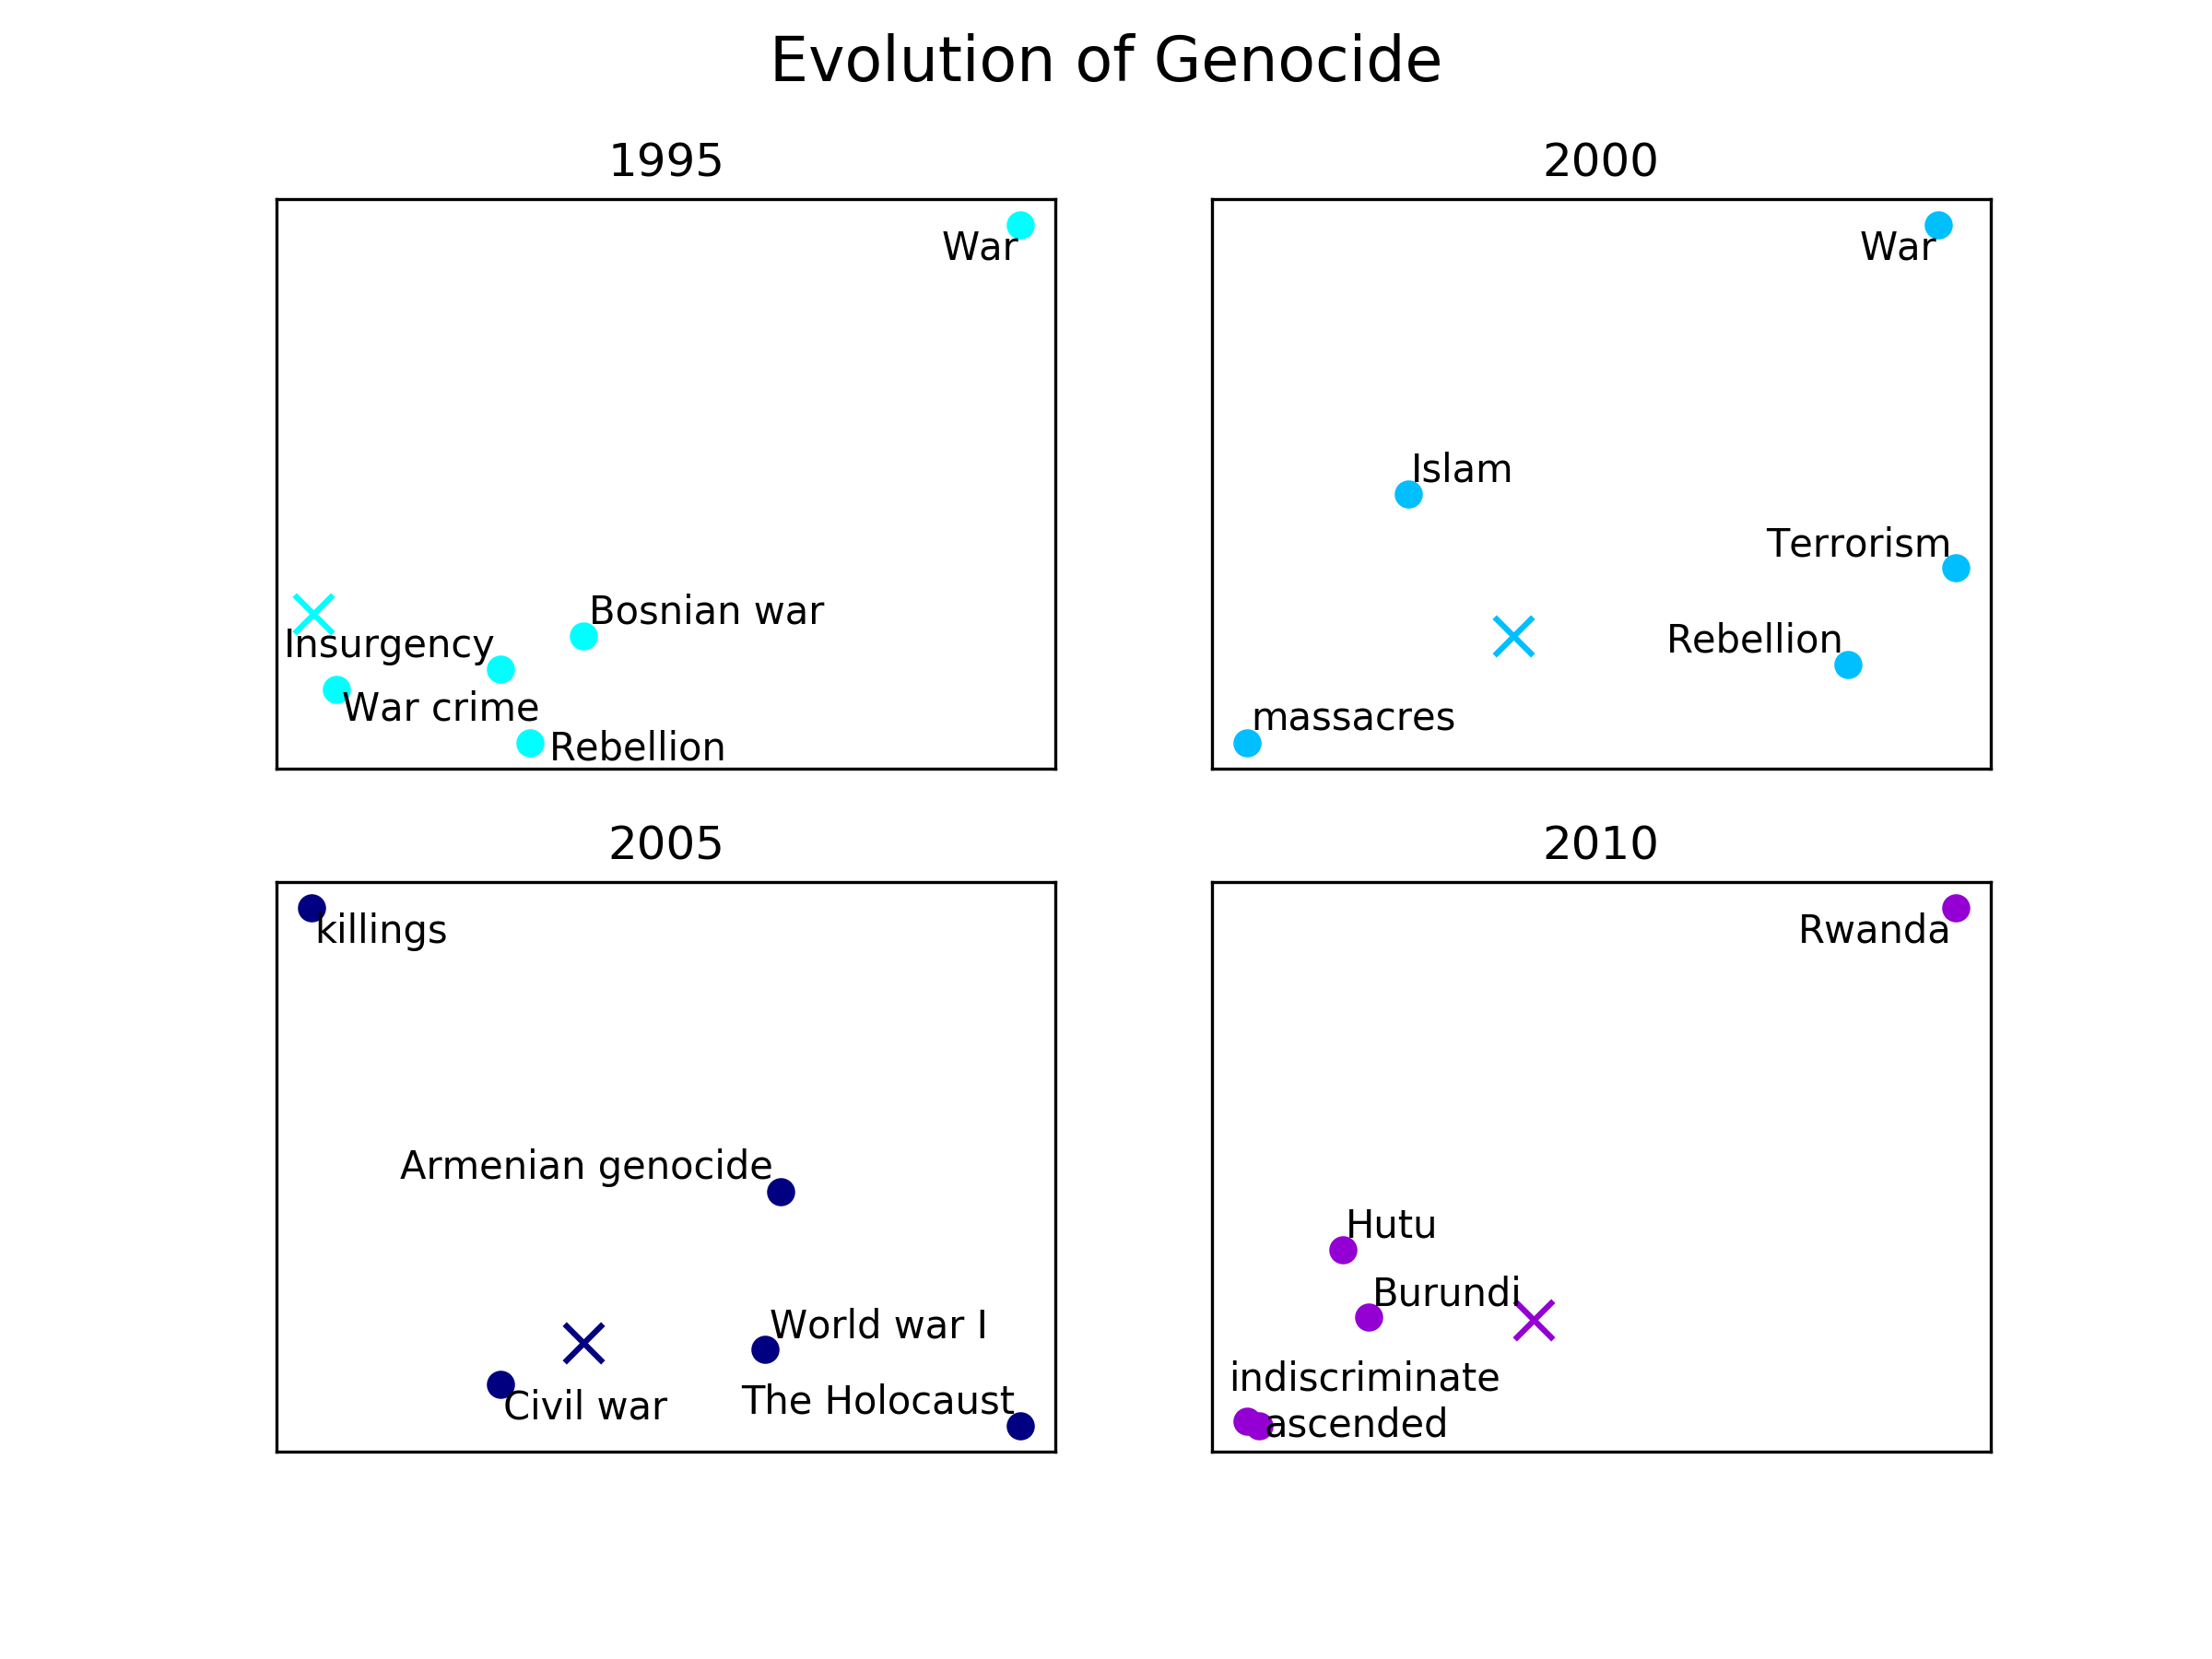 Evolution of Genocide
1995
War
Bosnian war
Insurgency
War crime
Rebellion
2000
War
Islam
Terrorism
Rebellion
massacres
2005
killings
Armenian genocide
World war I
The Holocaust
Civil war
2010
Rwanda
Hutu
Burundi
indiscriminate
ascended